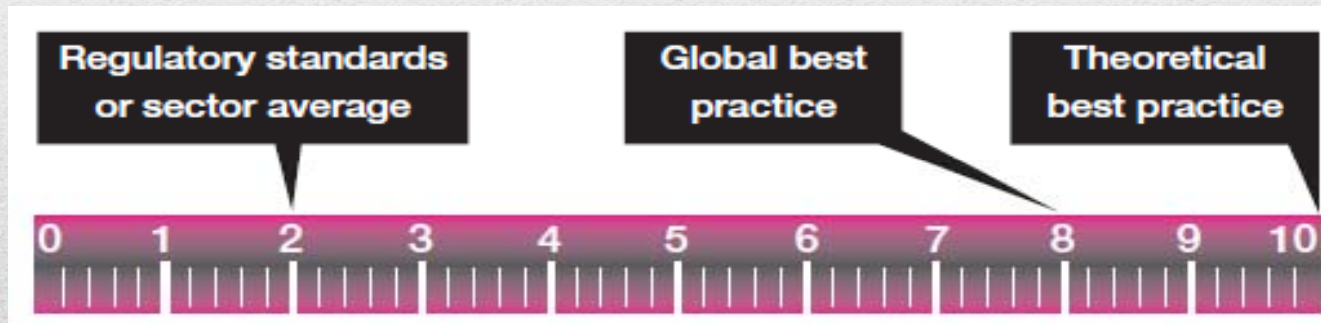 Regulatory standards
or sector average
Global best
practice
Theoretical
best practice
0 1 2 3 4 5 6 7 8 9 10